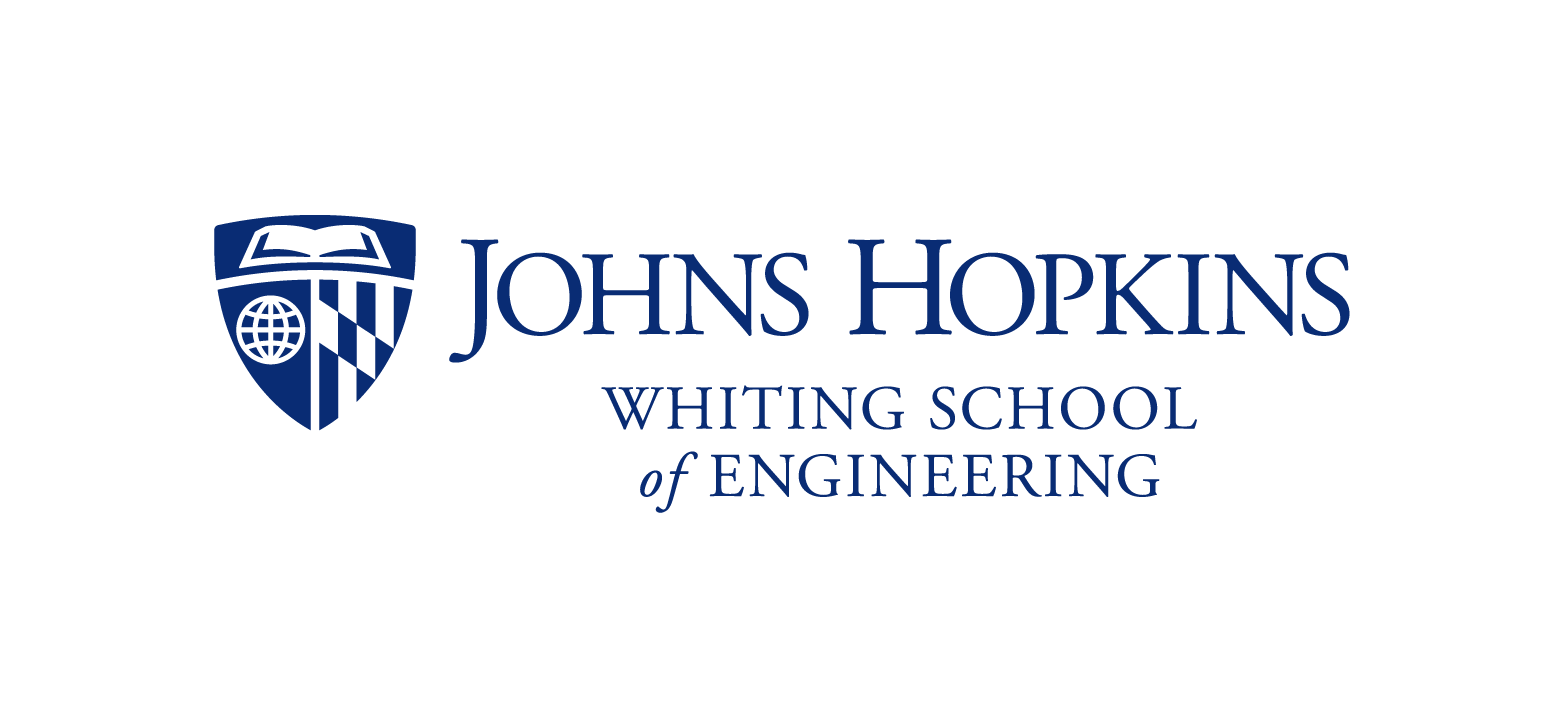 JOHNS HOPKINS
WHITING SCHOOL
of ENGINEERING